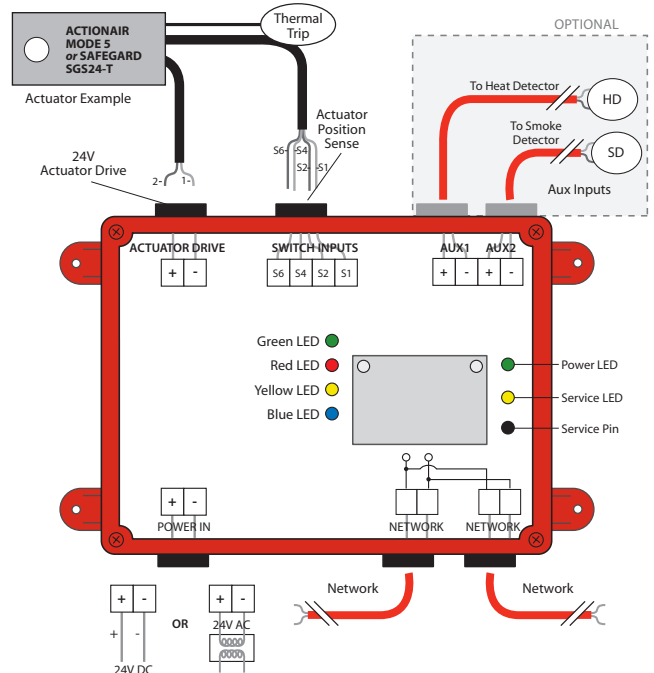 ACTIONAIR
MODE 5
or SAFEGARD
SGS24-T
Actuator Example
Thermal
Trip
OPTIONAL
To Heat Detector
HD
To Smoke
Detector
SD
Aux Inputs
24V
Actuator Drive
2-
1-
Actuator
Position
Sense
S6-
-S4
S2-
-S1
ACTUATOR DRIVE
+ -
SWITCH INPUTS
S6 S4 S2 S1
AUX1 AUX2
+ - + -
Green LED
Red LED
Yellow LED
Blue LED
Power LED
Service LED
Service Pin
+ -
POWER IN
NETWORK
NETWORK
Network
Network
+ -
+ -
24V DC
OR
+ -
24V AC